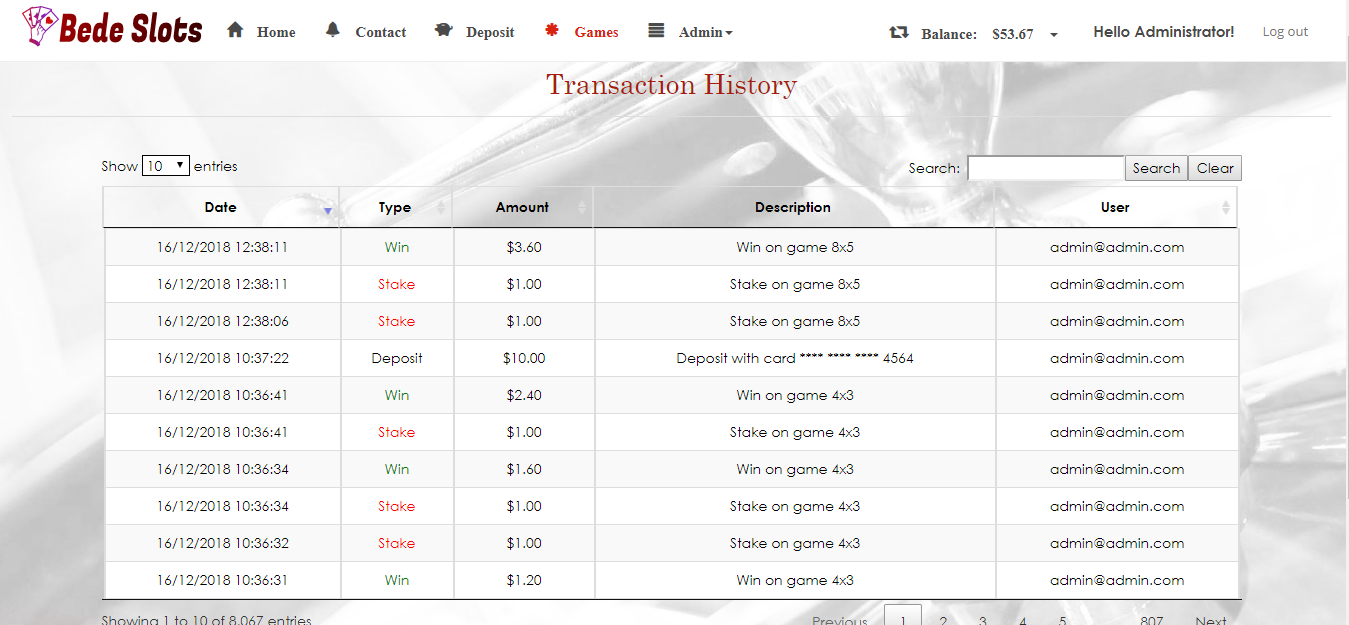 Bede Slots Home Contact Deposit Games Admin Balance: $53.67 Hello Administrator! Log out
Transaction History
Show 10 entries Search: Search Clear
Date Type Amount Description User
16/12/2018 12:38:11 Win $3.60 Win on game 8x5 admin@admin.com
16/12/2018 12:38:11 Stake $1.00 Stake on game 8x5 admin@admin.com
16/12/2018 12:38:06 Stake $1.00 Stake on game 8x5 admin@admin.com
16/12/2018 10:37:22 Deposit $10.00 Deposit with card **** **** **** 4564 admin@admin.com
16/12/2018 10:36:41 Win $2.40 Win on game 4x3 admin@admin.com
16/12/2018 10:36:41 Stake $1.00 Stake on game 4x3 admin@admin.com
16/12/2018 10:36:34 Win $1.60 Win on game 4x3 admin@admin.com
16/12/2018 10:36:34 Stake $1.00 Stake on game 4x3 admin@admin.com
16/12/2018 10:36:32 Stake $1.00 Stake on game 4x3 admin@admin.com
16/12/2018 10:36:31 Win $1.20 Win on game 4x3 admin@admin.com
Showing 1 to 10 of 8,067 entries Previous 1 2 3 4 5 807 Next